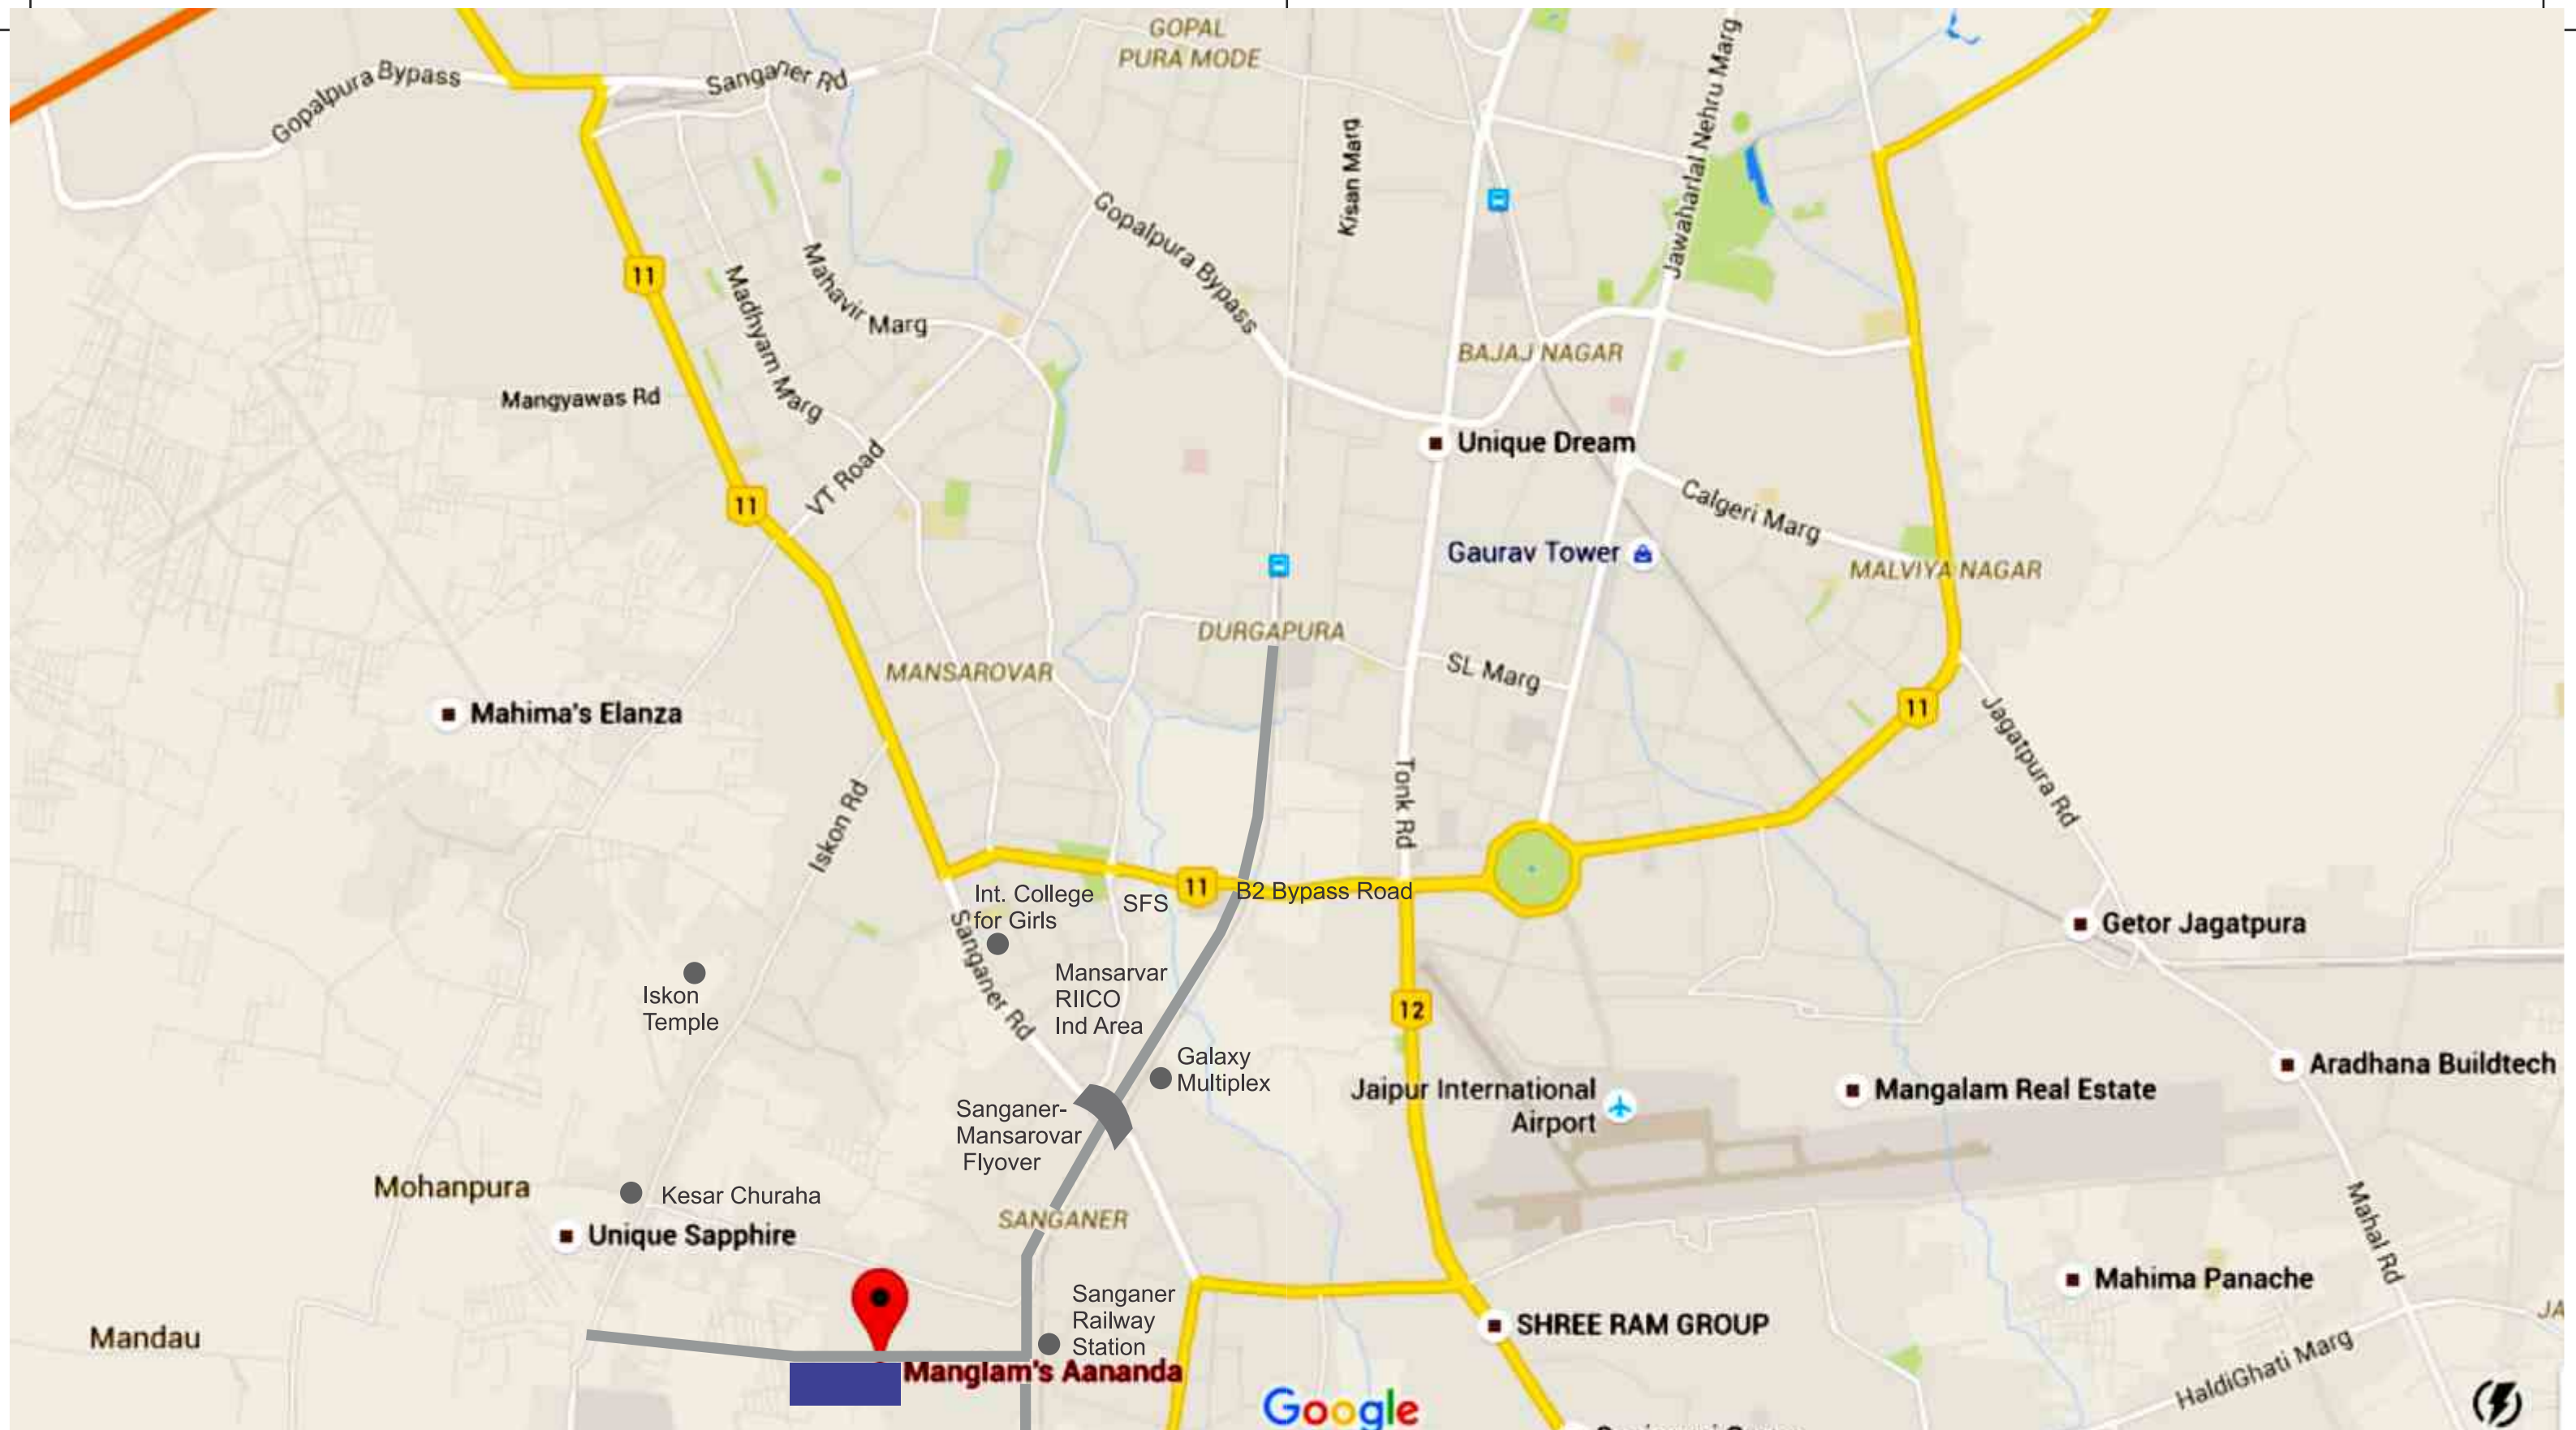 GOPAL
PURA MODE
Gopalpura Bypass
Sanganer Rd
Jawaharlal Nehru Marg
Kisan Marg
Gopalpura Bypass
11
Mahavir Marg
Madhyam Marg
BAJAJ NAGAR
Mangyawas Rd
Unique Dream
VT Road
11
Calgeri Marg
Gaurav Tower
MALVIYA NAGAR
DURGAPURA
SL Marg
MANSAROVAR
Mahima's Elanza
11
Jagatpura Rd
Tonk Rd
Iskon Rd
11
B2 Bypass Road
Int. College
for Girls
SFS
Sanganer Rd
Getor Jagatpura
Iskon
Temple
Mansarvar
RIICO
Ind Area
12
Galaxy
Multiplex
Aradhana Buildtech
Jaipur International
Airport
Mangalam Real Estate
Sanganer-
Mansarovar
Flyover
Mohanpura
Kesar Churaha
SANGANER
Unique Sapphire
Mahal Rd
Mahima Panache
Sanganer
Railway
Station
SHREE RAM GROUP
JA
Mandau
HaldiGhati Marg
Manglam's Aananda
Google